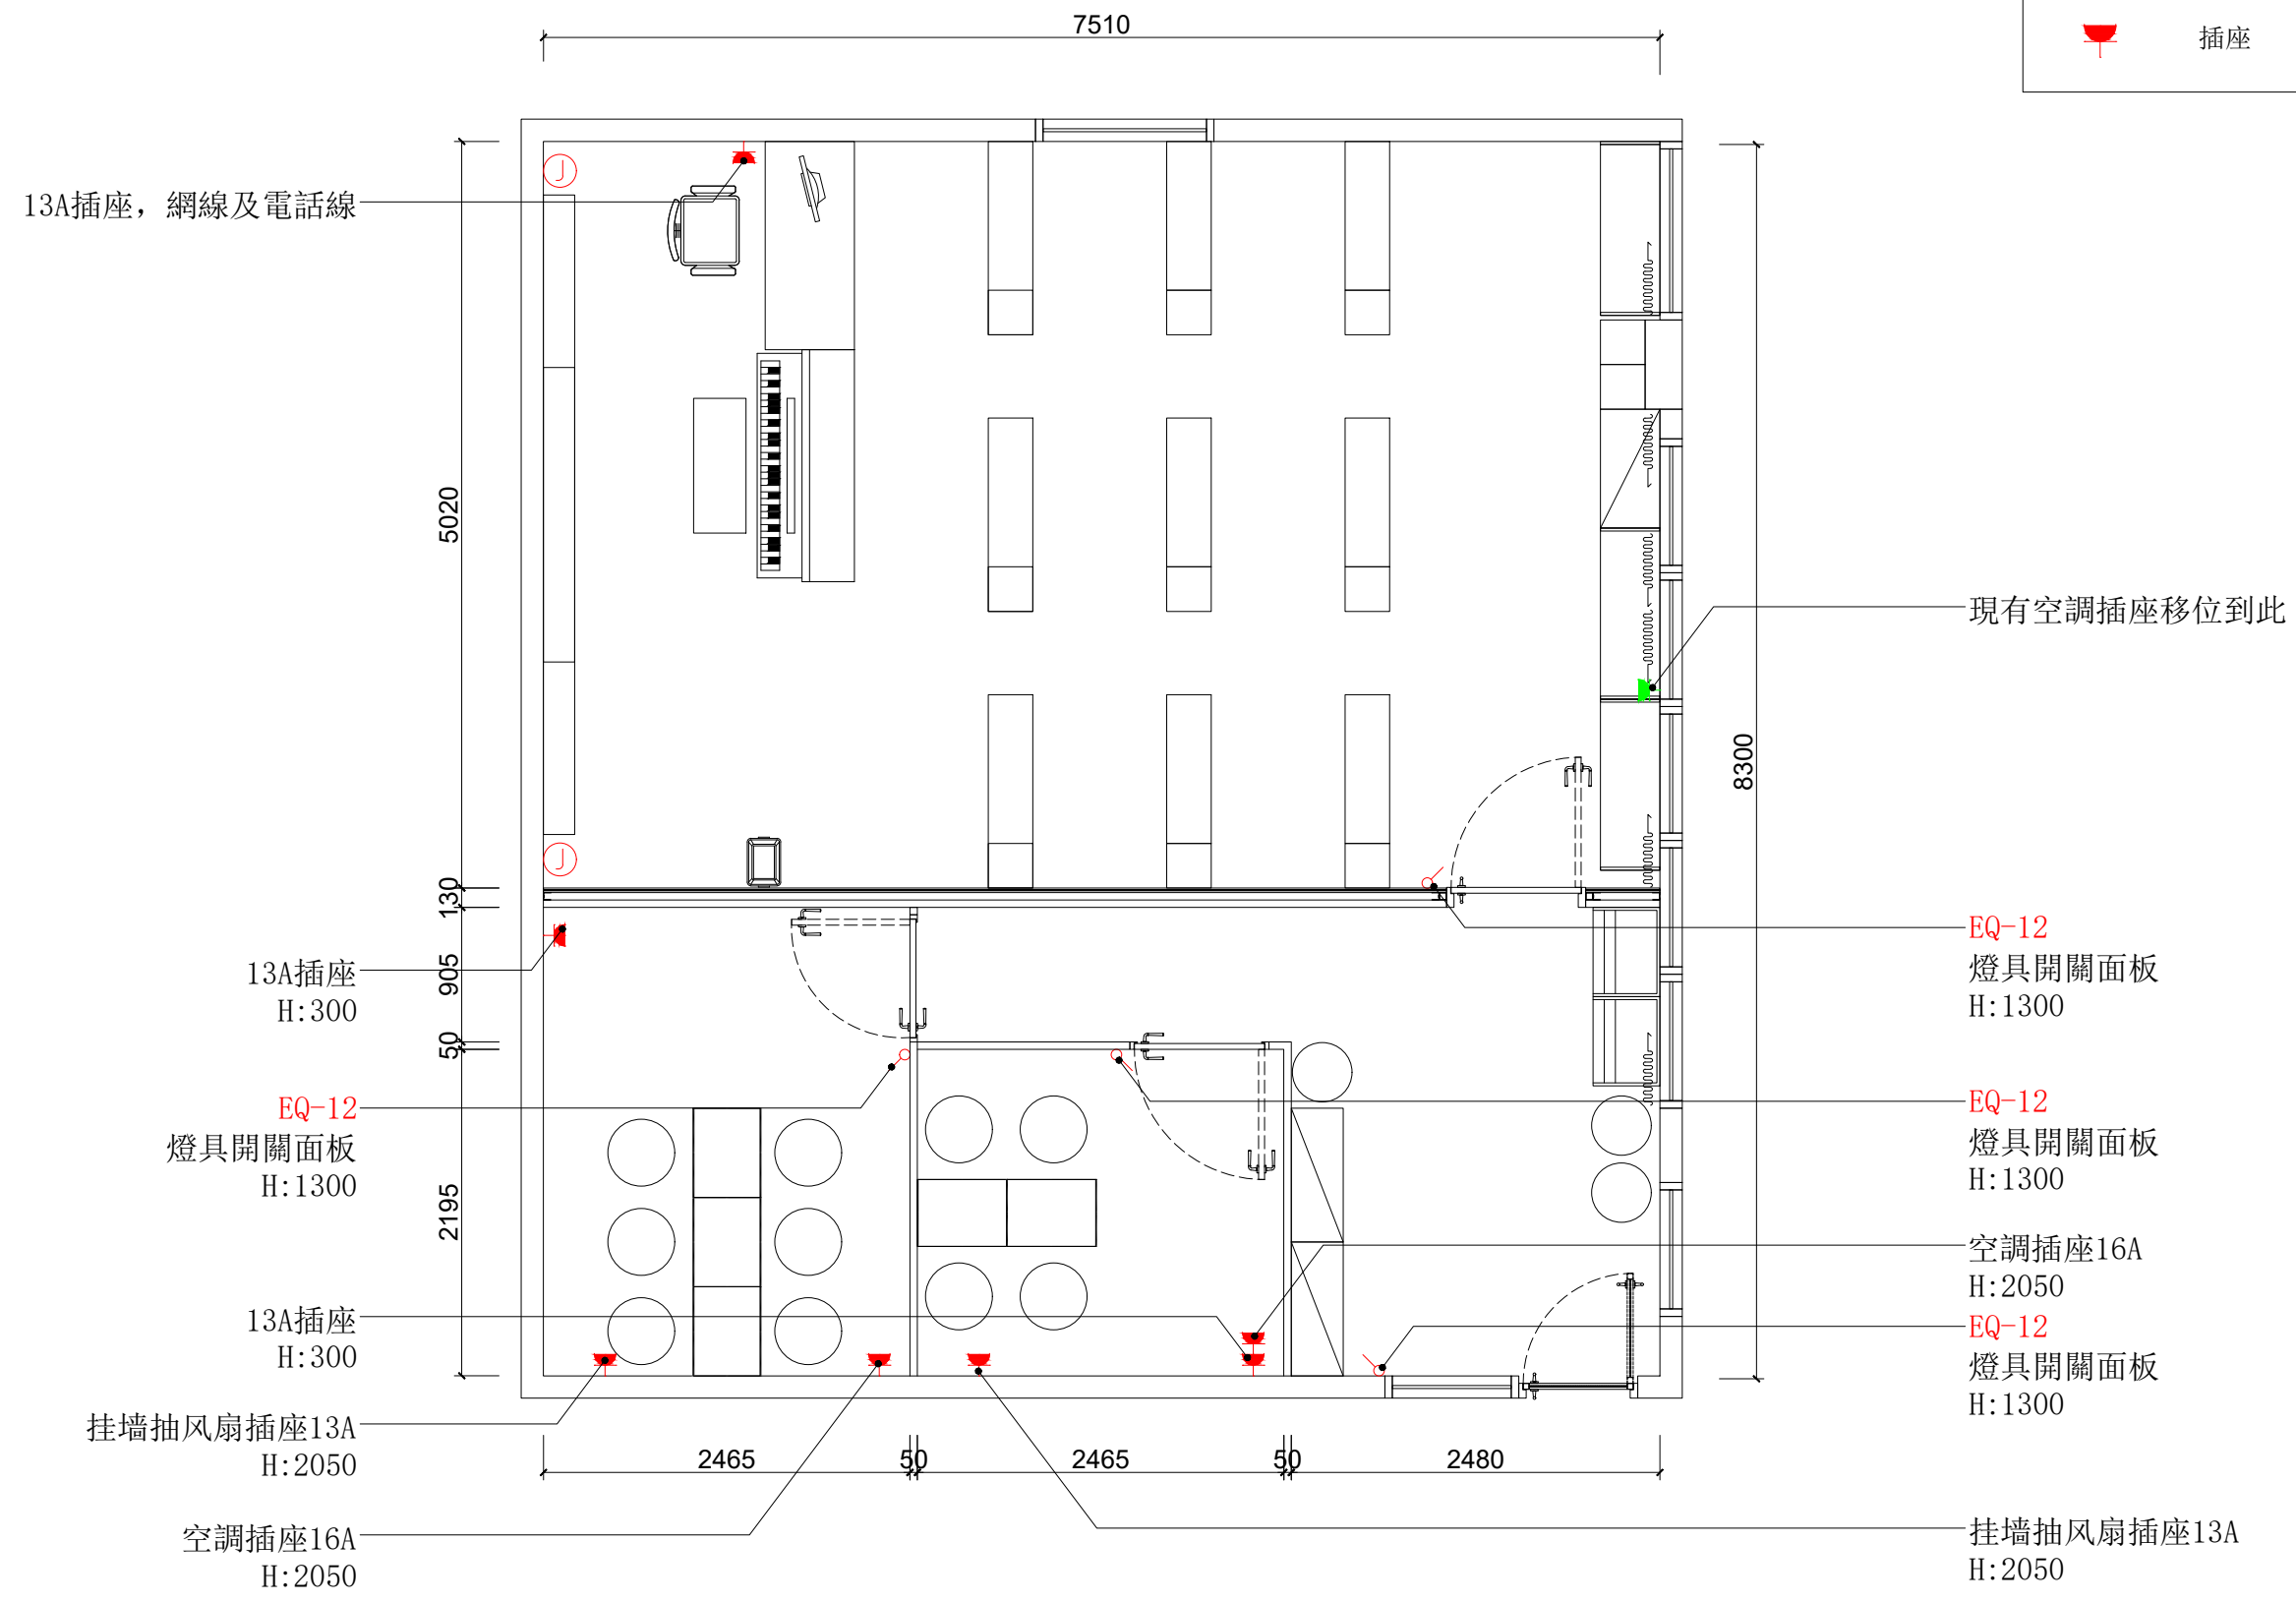 7510
插座
13A插座，網線及電話線
J
5020
現有空調插座移位到此
8300
J
130
EQ-12
燈具開關面板
H:1300
13A插座
H:300
905
50
EQ-12
燈具開關面板
H:1300
EQ-12
燈具開關面板
H:1300
2195
空調插座16A
H:2050
13A插座
H:300
EQ-12
燈具開關面板
H:1300
挂墙抽风扇插座13A
H:2050
2465
50
2465
50
2480
空調插座16A
H:2050
挂墙抽风扇插座13A
H:2050